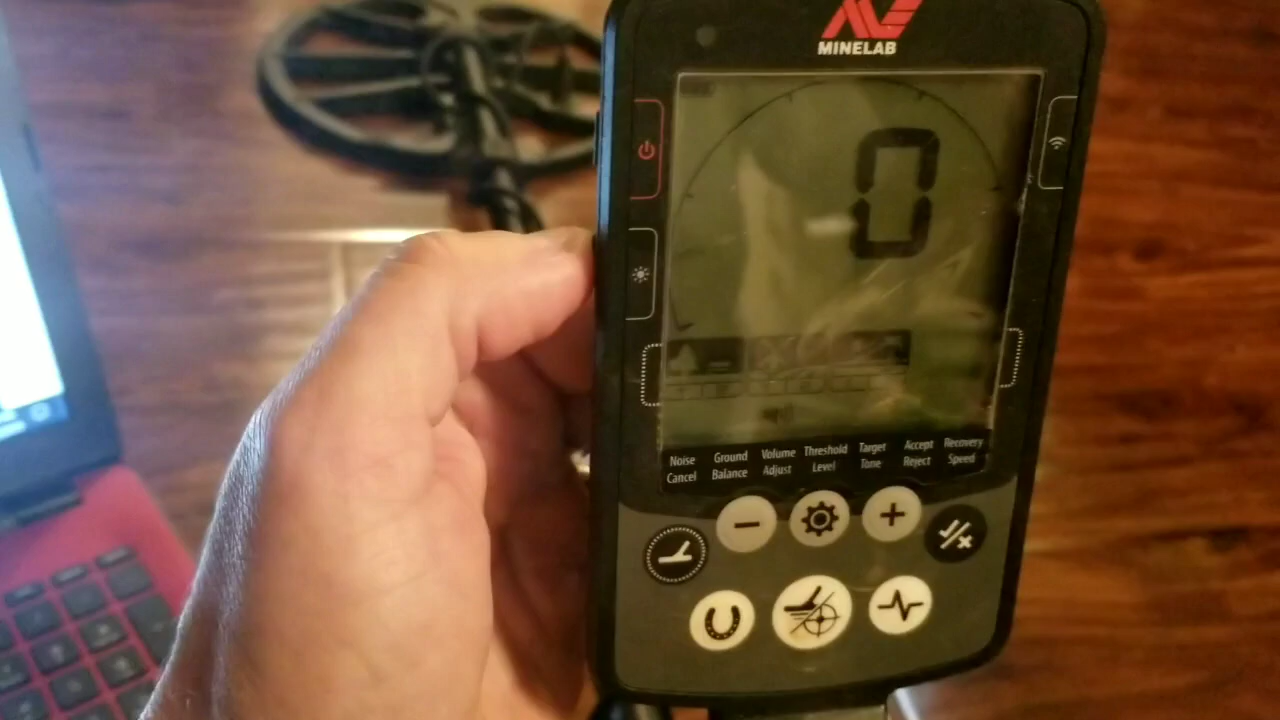 MINELAB
0
Noise Cancel
Ground Balance
Volume Adjust
Threshold Level
Target Tone
Accept Reject
Recovery Speed